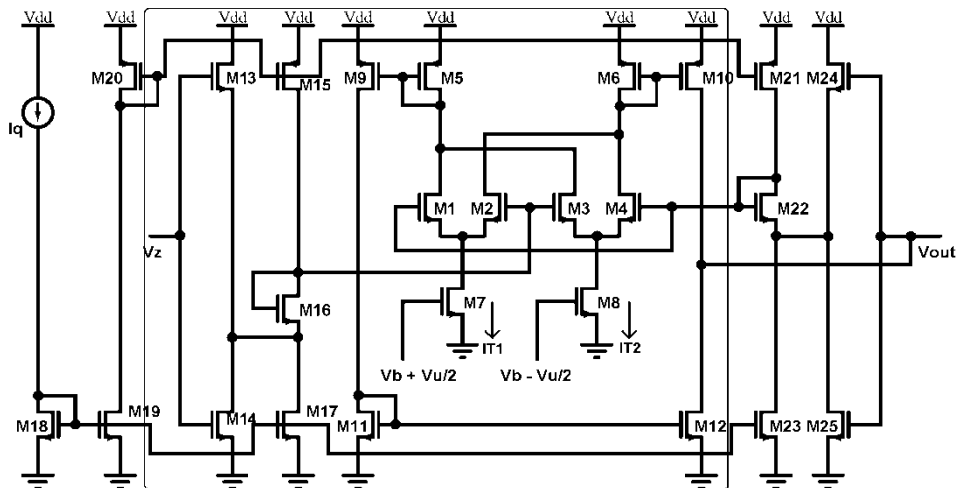 Vdd Vdd Vdd Vdd Vdd Vdd Vdd Vdd Vdd
M20 M13 M15 M9 M5 M6 M10 M21 M24
Iq
M1 M2 M3 M4 M22
Vz Vout
M16 M7 M8
IT1 IT2
Vb + Vu/2 Vb - Vu/2
M18 M19 M14 M17 M11 M12 M23 M25